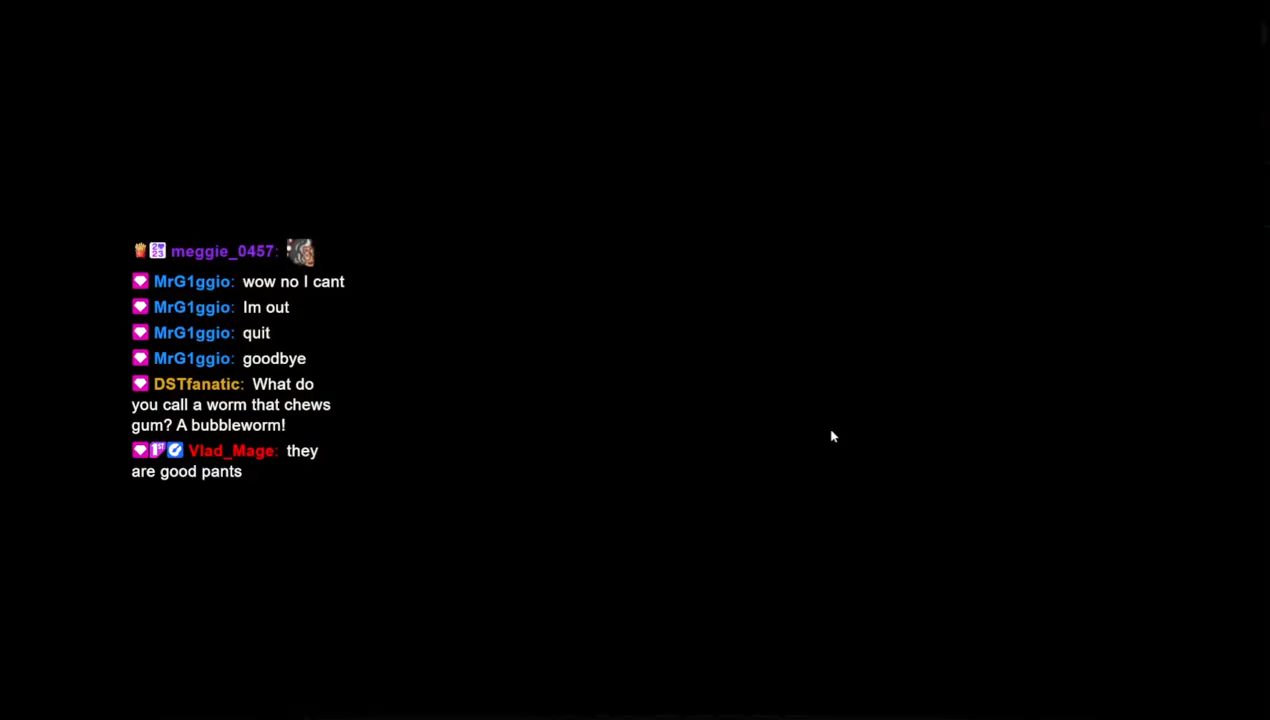 meggie_0457:
MrG1ggio: wow no I cant
MrG1ggio: Im out
MrG1ggio: quit
MrG1ggio: goodbye
DSTfanatic: What do
you call a worm that chews
gum? A bubbleworm!
Vlad_Mage: they
are good pants